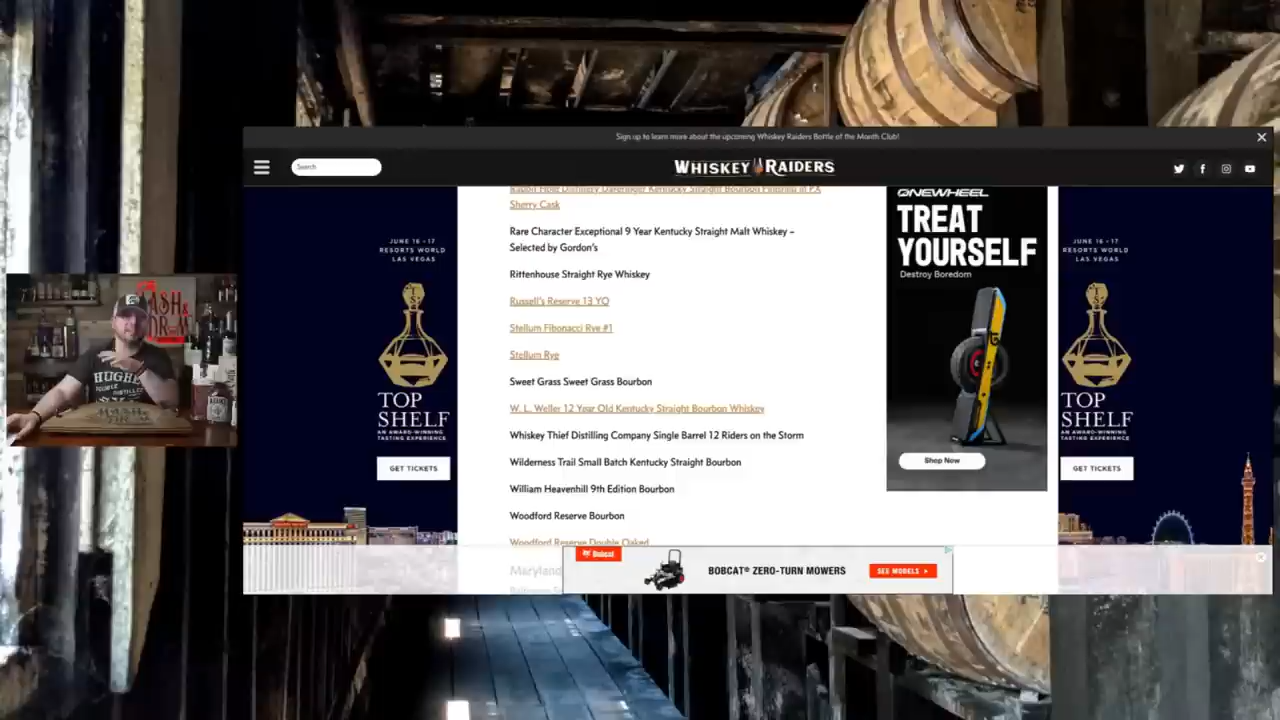 Sign up to learn more about the upcoming Whiskey Raiders Bottle of the Month Club!
Search
WHISKEY RAIDERS
Sherry Cask
Rare Character Exceptional 9 Year Kentucky Straight Malt Whiskey –
Selected by Gordon's
Rittenhouse Straight Rye Whiskey
Russell's Reserve 13 YO
Stellum Fibonacci Rye #1
Stellum Rye
Sweet Grass Sweet Grass Bourbon
W. L. Weller 12 Year Old Kentucky Straight Bourbon Whiskey
Whiskey Thief Distilling Company Single Barrel 12 Riders on the Storm
Wilderness Trail Small Batch Kentucky Straight Bourbon
William Heavenhill 9th Edition Bourbon
Woodford Reserve Bourbon
Woodford Reserve Double Oaked
Maryland
JUNE 16 - 17
RESORTS WORLD
LAS VEGAS
TOP
SHELF
AN AWARD-WINNING
TASTING EXPERIENCE
GET TICKETS
ONEWHEEL
TREAT
YOURSELF
Destroy Boredom
Shop Now
JUNE 16 - 17
RESORTS WORLD
LAS VEGAS
TOP
SHELF
AN AWARD-WINNING
TASTING EXPERIENCE
GET TICKETS
Bobcat
BOBCAT® ZERO-TURN MOWERS
SEE MODELS
HUGHE